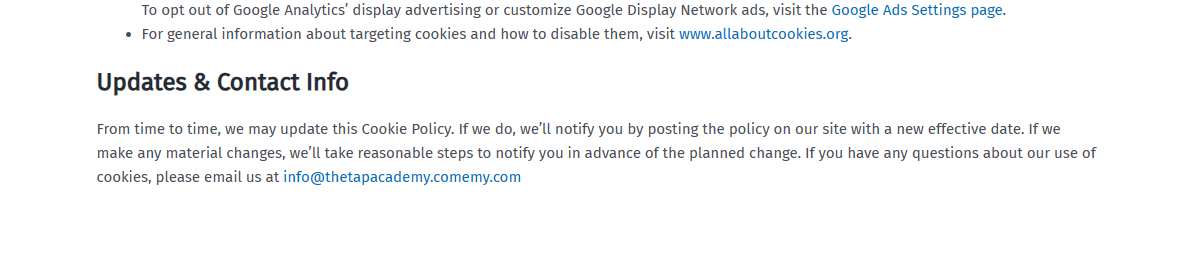 To opt out of Google Analytics’ display advertising or customize Google Display Network ads, visit the Google Ads Settings page.
• For general information about targeting cookies and how to disable them, visit www.allaboutcookies.org.
Updates & Contact Info
From time to time, we may update this Cookie Policy. If we do, we’ll notify you by posting the policy on our site with a new effective date. If we
make any material changes, we’ll take reasonable steps to notify you in advance of the planned change. If you have any questions about our use of
cookies, please email us at info@thetapacademy.comemy.com